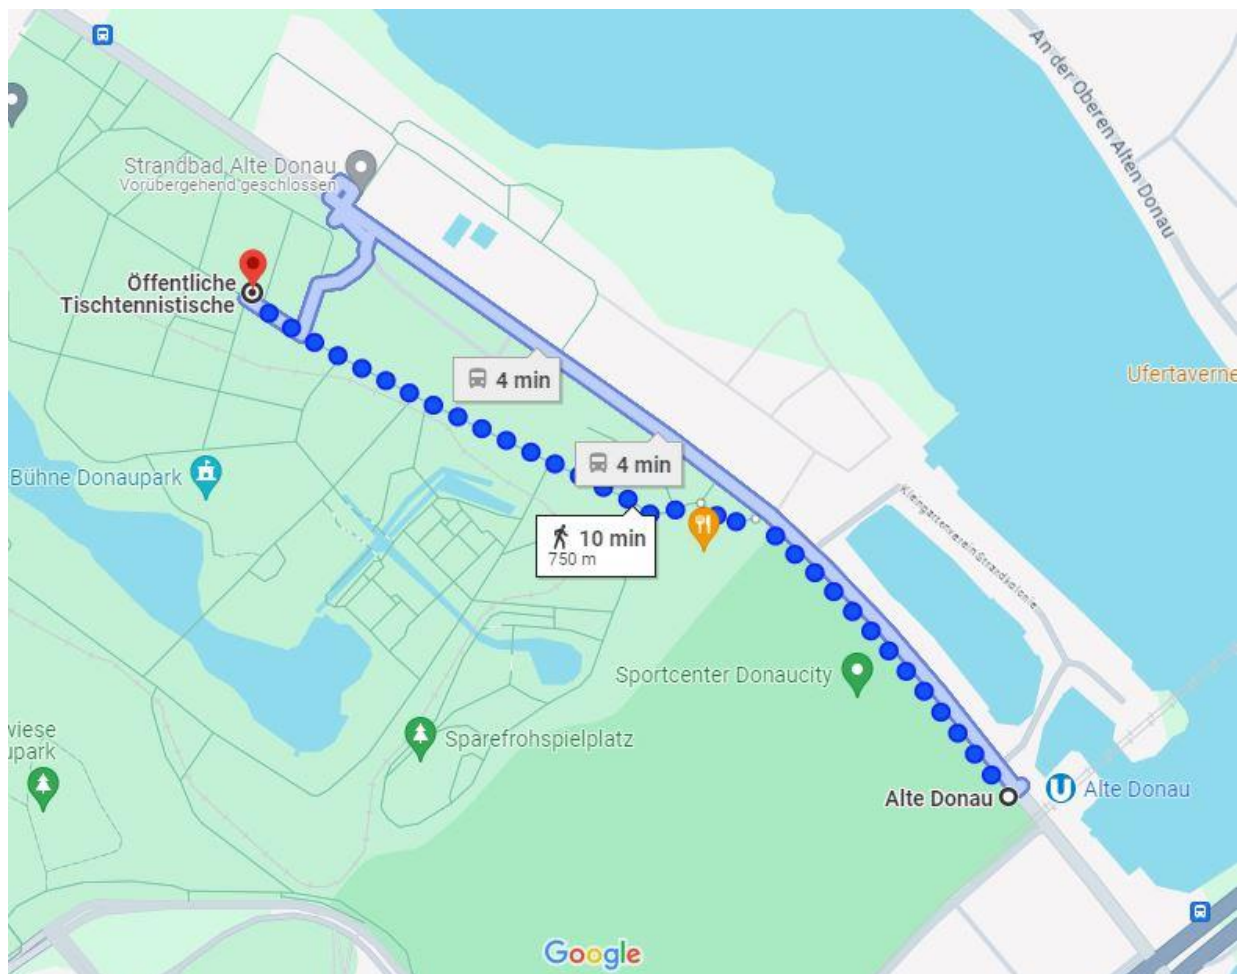 An der Oberen Alten Donau
Strandbad Alte Donau
Vorübergehend geschlossen
Öffentliche
Tischtennistische
Ufertaverne
4 min
4 min
Bühne Donaupark
Kleingartenverein Strandkolonie
10 min
750 m
Sportcenter Donaucity
Sparefrohspielplatz
wiese
upark
Alte Donau
U Alte Donau
Google